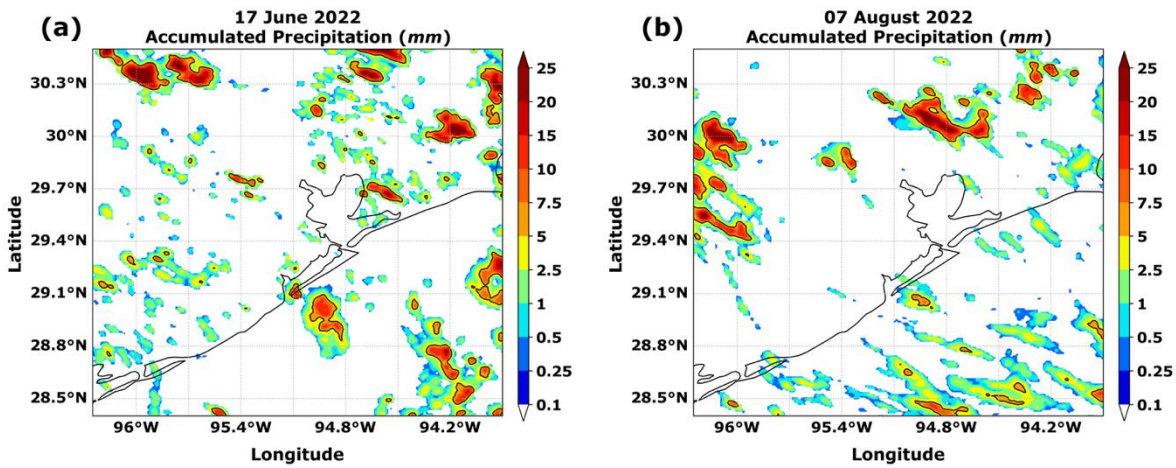 (a)
17 June 2022
Accumulated Precipitation (mm)
30.3°N
30°N
29.7°N
29.4°N
29.1°N
28.8°N
28.5°N
Latitude
96°W 95.4°W 94.8°W 94.2°W
Longitude
25
20
15
10
7.5
5
2.5
1
0.5
0.25
0.1
(b)
07 August 2022
Accumulated Precipitation (mm)
30.3°N
30°N
29.7°N
29.4°N
29.1°N
28.8°N
28.5°N
Latitude
96°W 95.4°W 94.8°W 94.2°W
Longitude
25
20
15
10
7.5
5
2.5
1
0.5
0.25
0.1